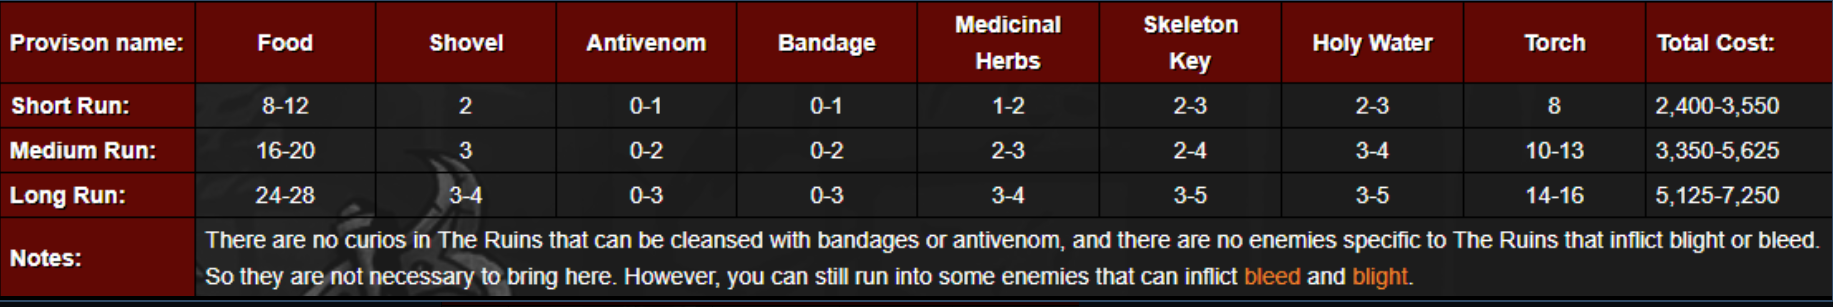 Provison name: Food Shovel Antivenom Bandage Medicinal Herbs Skeleton Key Holy Water Torch Total Cost:
Short Run: 8-12 2 0-1 0-1 1-2 2-3 2-3 8 2,400-3,550
Medium Run: 16-20 3 0-2 0-2 2-3 2-4 3-4 10-13 3,350-5,625
Long Run: 24-28 3-4 0-3 0-3 3-4 3-5 3-5 14-16 5,125-7,250
Notes: There are no curios in The Ruins that can be cleansed with bandages or antivenom, and there are no enemies specific to The Ruins that inflict blight or bleed.
So they are not necessary to bring here. However, you can still run into some enemies that can inflict bleed and blight.